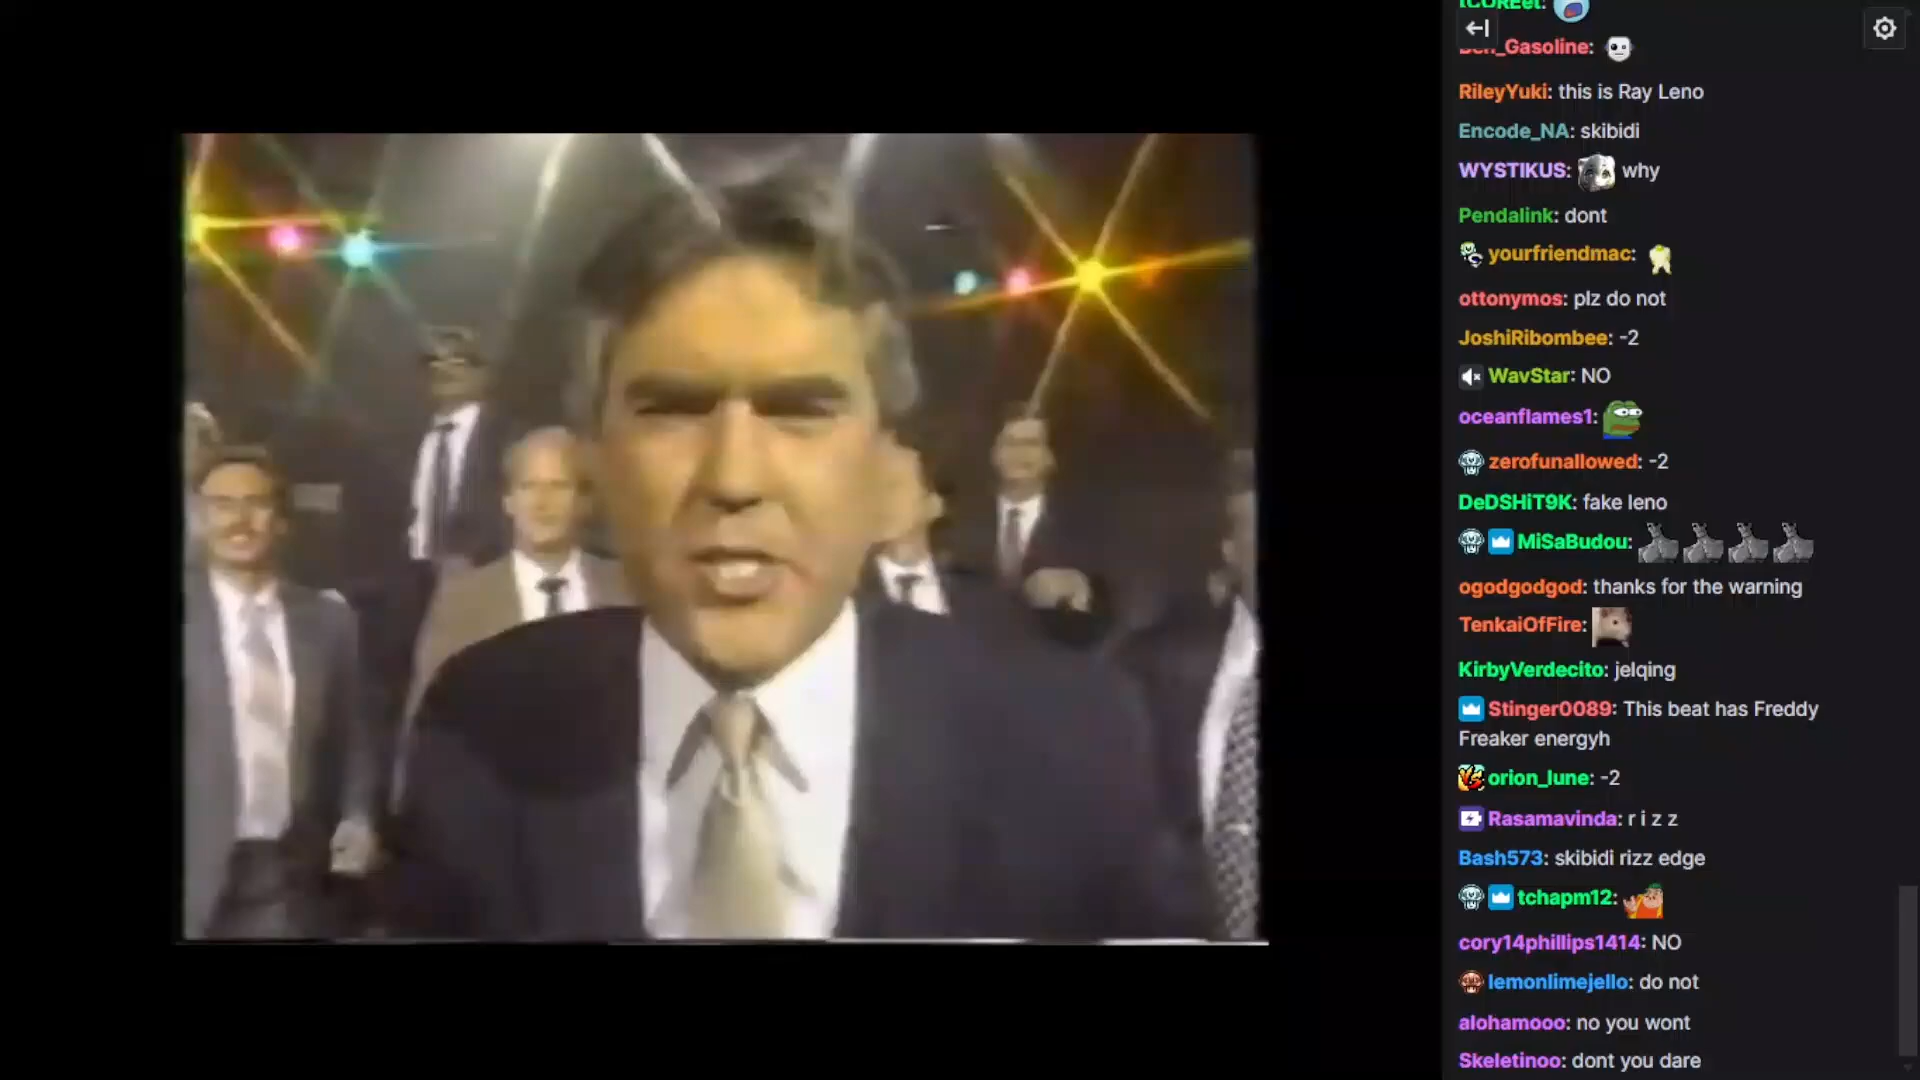 tCOREet:
Ben_Gasoline:
RileyYuki: this is Ray Leno
Encode_NA: skibidi
WYSTIKUS: why
Pendalink: dont
yourfriendmac:
ottonymos: plz do not
JoshiRibombee: -2
WavStar: NO
oceanflames1:
zerofunallowed: -2
DeDSHiT9K: fake leno
MiSaBudou:
ogodgodgod: thanks for the warning
TenkaiOfFire:
KirbyVerdecito: jelqing
Stinger0089: This beat has Freddy
Freaker energyh
orion_lune: -2
Rasamavinda: r i z z
Bash573: skibidi rizz edge
tchapm12:
cory14phillips1414: NO
lemonlimejello: do not
alohamooo: no you wont
Skeletinoo: dont you dare